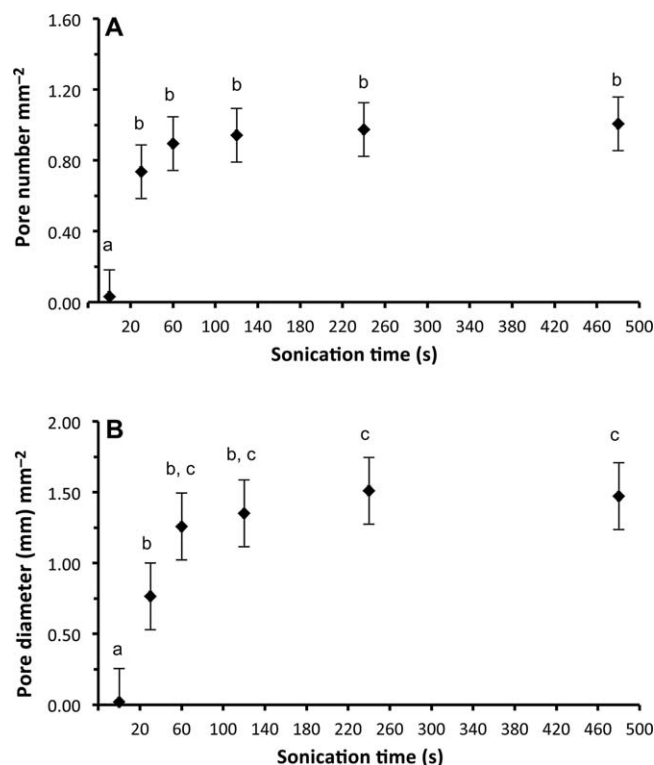 A
1.60
1.20
0.80
0.40
0.00
Pore number mm⁻²
a
b
b
b
b
b
20 60 100 140 180 220 260 300 340 380 420 460 500
Sonication time (s)
B
2.00
1.50
1.00
0.50
0.00
Pore diameter (mm) mm⁻²
a
b
b, c
b, c
c
c
20 60 100 140 180 220 260 300 340 380 420 460 500
Sonication time (s)